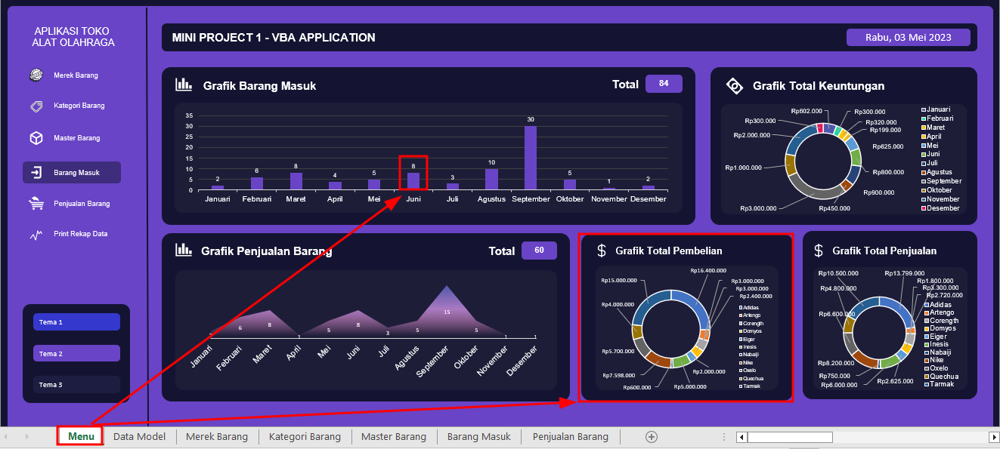 APLIKASI TOKO
ALAT OLAHRAGA
Merek Barang
Kategori Barang
Master Barang
Barang Masuk
Penjualan Barang
Print Rekap Data
Tema 1
Tema 2
Tema 3
MINI PROJECT 1 - VBA APPLICATION
Rabu, 03 Mei 2023
Grafik Barang Masuk
Total 84
35
30
25
20
15
10
5
0
2 6 8 4 5 8 3 10 30 5 1 2
Januari Februari Maret April Mei Juni Juli Agustus September Oktober November Desember
Grafik Total Keuntungan
Rp602.000
Rp300.000
Rp320.000
Rp199.000
Rp625.000
Rp800.000
Rp900.000
Rp450.000
Rp3.000.000
Rp1.000.000
Rp2.000.000
Rp300.000
Januari
Februari
Maret
April
Mei
Juni
Juli
Agustus
September
Oktober
November
Desember
Grafik Penjualan Barang
Total 60
6 8 1 5 8 3 5 15 5 1 1
Januari Februari Maret April Mei Juni Juli Agustus September Oktober November Desember
Grafik Total Pembelian
Rp16.400.000
Rp3.000.000
Rp3.000.000
Rp2.400.000
Rp2.000.000
Rp5.000.000
Rp600.000
Rp7.598.000
Rp5.700.000
Rp4.000.000
Rp15.000.000
Adidas
Artengo
Corength
Domyos
Eiger
Inesis
Nabaiji
Nike
Oxelo
Quechua
Tarmak
Grafik Total Penjualan
Rp13.799.000
Rp1.800.000
Rp3.300.000
Rp2.720.000
Rp2.625.000
Rp6.000.000
Rp750.000
Rp8.200.000
Rp6.600.000
Rp4.800.000
Rp10.500.000
Adidas
Artengo
Corength
Domyos
Eiger
Inesis
Nabaiji
Nike
Oxelo
Quechua
Tarmak
Menu Data Model Merek Barang Kategori Barang Master Barang Barang Masuk Penjualan Barang